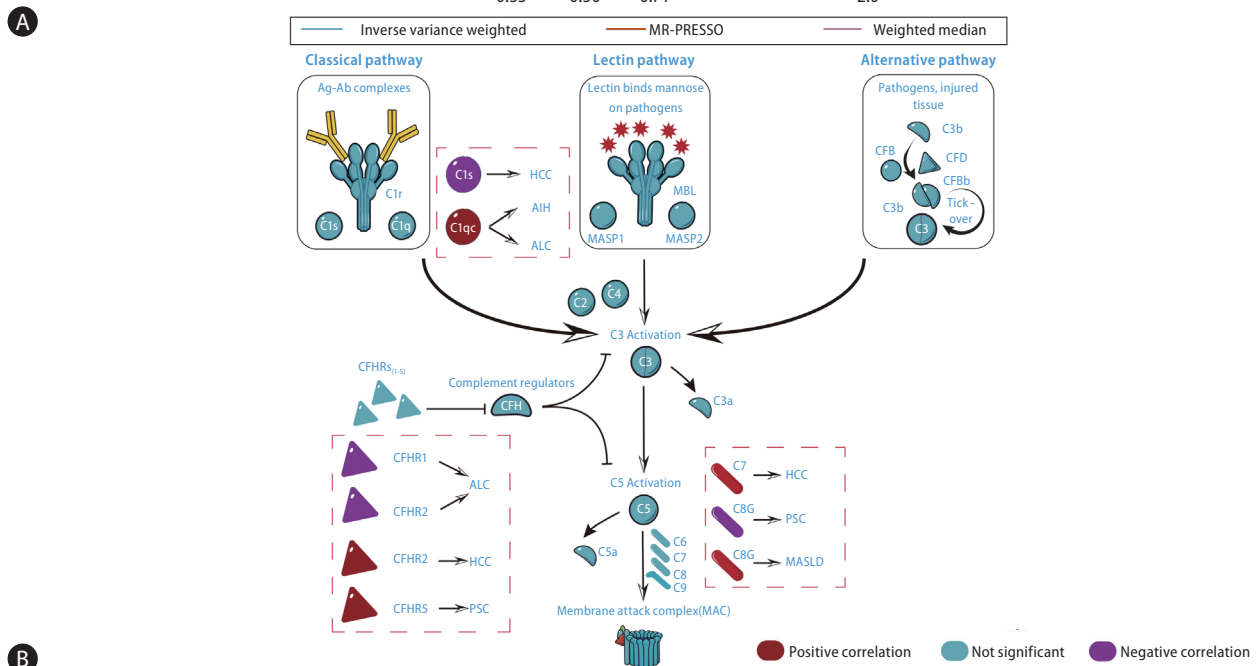 A
Inverse variance weighted
MR-PRESSO
Weighted median
Classical pathway
Lectin pathway
Alternative pathway
Ag-Ab complexes
C1r
C1s
C1q
C1s
HCC
C1qc
AIH
ALC
Lectin binds mannose
on pathogens
MBL
MASP1
MASP2
Pathogens, injured
tissue
C3b
CFB
CFD
CFBb
C3b
Tick -
over
C3
C2
C4
C3 Activation
C3
C3a
CFHRs(1-5)
Complement regulators
CFH
CFHR1
ALC
CFHR2
CFHR2
HCC
CFHR5
PSC
C5 Activation
C5
C5a
C6
C7
C8
C9
C7
HCC
C8G
PSC
C8G
MASLD
Membrane attack complex(MAC)
Positive correlation
Not significant
Negative correlation
B